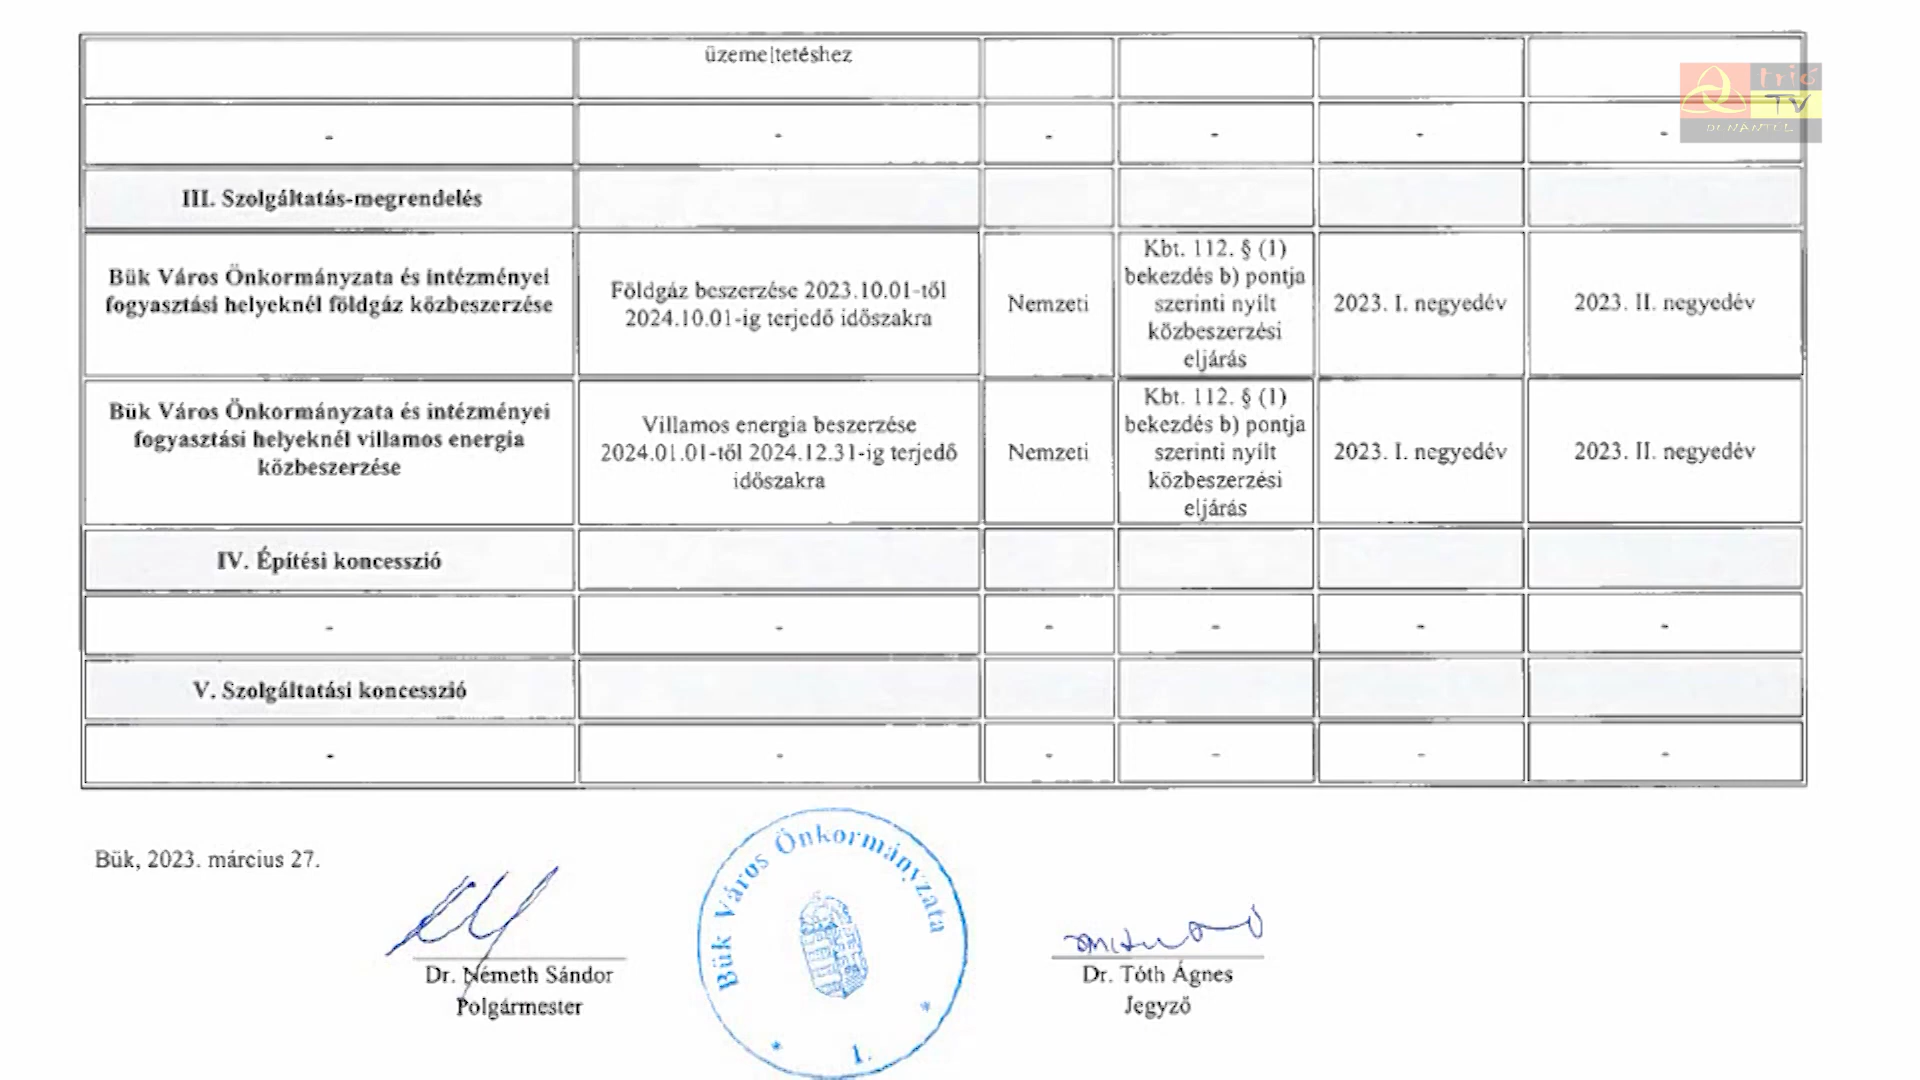 üzemeltetéshez
- - - - - -
III. Szolgáltatás-megrendelés
Bük Város Önkormányzata és intézményei
fogyasztási helyeknél földgáz közbeszerzése
Földgáz beszerzése 2023.10.01-től
2024.10.01-ig terjedő időszakra
Nemzeti
Kbt. 112. § (1)
bekezdés b) pontja
szerinti nyílt
közbeszerzési
eljárás
2023. I. negyedév
2023. II. negyedév
Bük Város Önkormányzata és intézményei
fogyasztási helyeknél villamos energia
közbeszerzése
Villamos energia beszerzése
2024.01.01-től 2024.12.31-ig terjedő
időszakra
Nemzeti
Kbt. 112. § (1)
bekezdés b) pontja
szerinti nyílt
közbeszerzési
eljárás
2023. I. negyedév
2023. II. negyedév
IV. Építési koncesszió
- - - - - -
V. Szolgáltatási koncesszió
- - - - - -
Bük, 2023. március 27.
Dr. Németh Sándor
Polgármester
Bük Város Önkormányzata
* 1. *
Dr. Tóth Ágnes
Jegyző
trió
TV